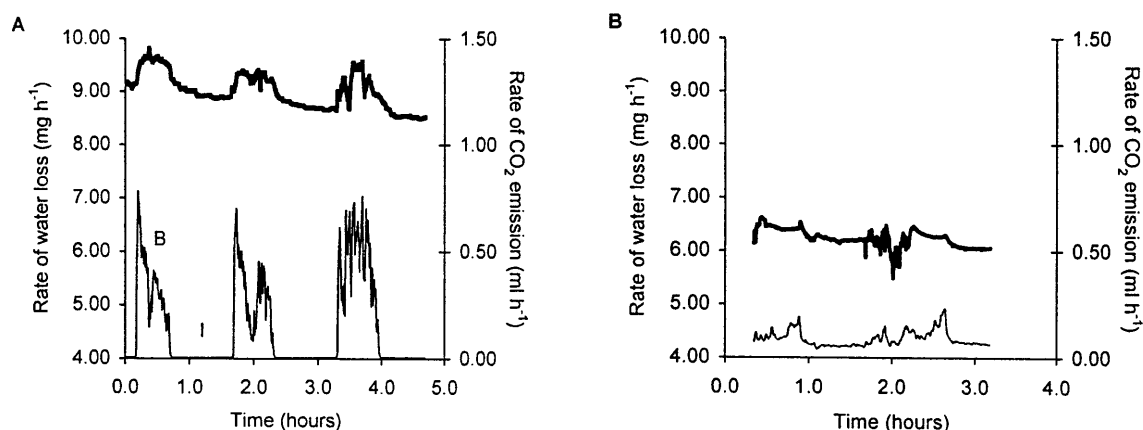 A
Rate of water loss (mg h⁻¹)
10.00
9.00
8.00
7.00
6.00
5.00
4.00
B
I
0.0 1.0 2.0 3.0 4.0 5.0
Time (hours)
1.50
1.00
0.50
0.00
Rate of CO₂ emission (ml h⁻¹)
B
Rate of water loss (mg h⁻¹)
10.00
9.00
8.00
7.00
6.00
5.00
4.00
0.0 1.0 2.0 3.0 4.0
Time (hours)
1.50
1.00
0.50
0.00
Rate of CO₂ emission (ml h⁻¹)